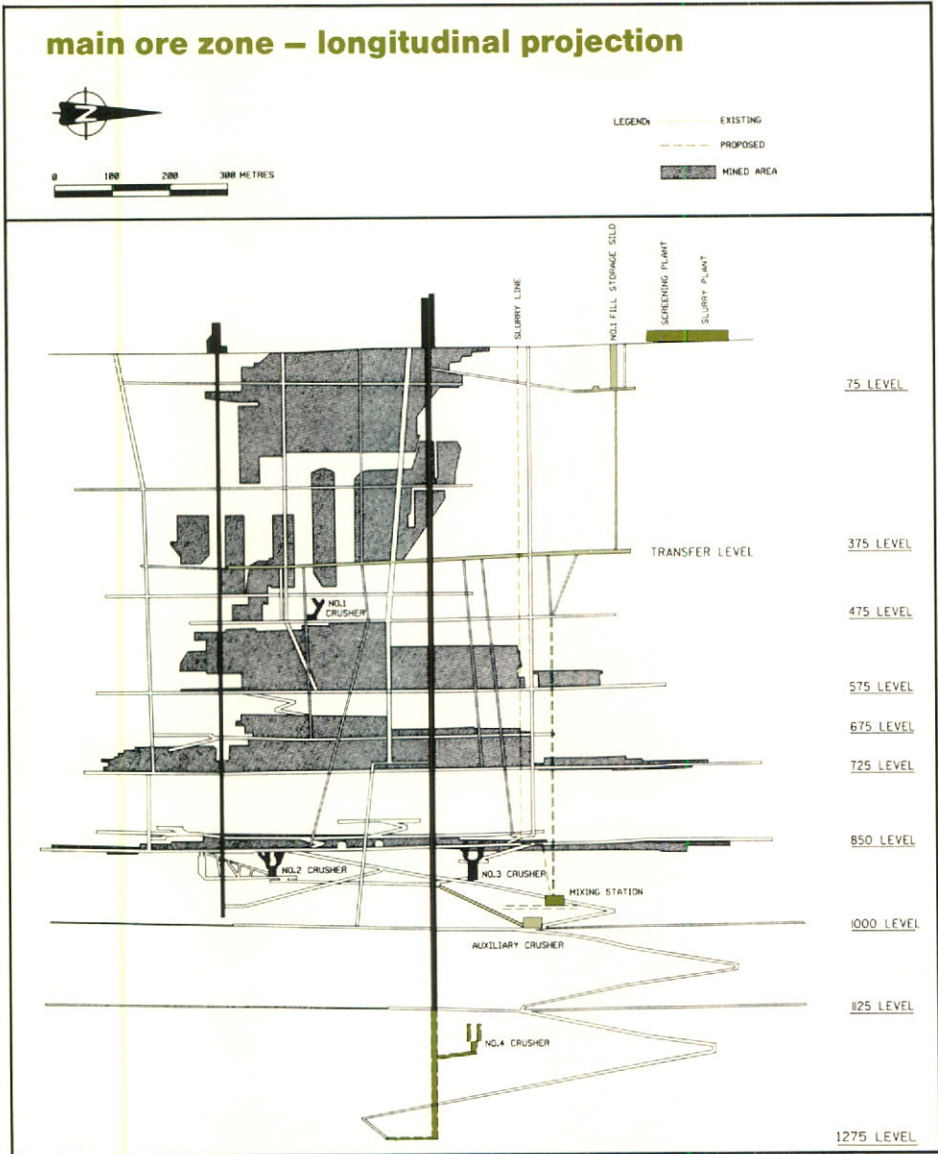 main ore zone – longitudinal projection
N
LEGEND:
EXISTING
PROPOSED
MINED AREA
0 100 200 300 METRES
SLURRY LINE
NO.1 FILL STORAGE SILO
SCREENING PLANT
SLURRY PLANT
75 LEVEL
375 LEVEL
TRANSFER LEVEL
NO.1
CRUSHER
475 LEVEL
575 LEVEL
675 LEVEL
725 LEVEL
850 LEVEL
NO.2 CRUSHER
NO.3 CRUSHER
MIXING STATION
1000 LEVEL
AUXILIARY CRUSHER
1125 LEVEL
NO.4 CRUSHER
1275 LEVEL